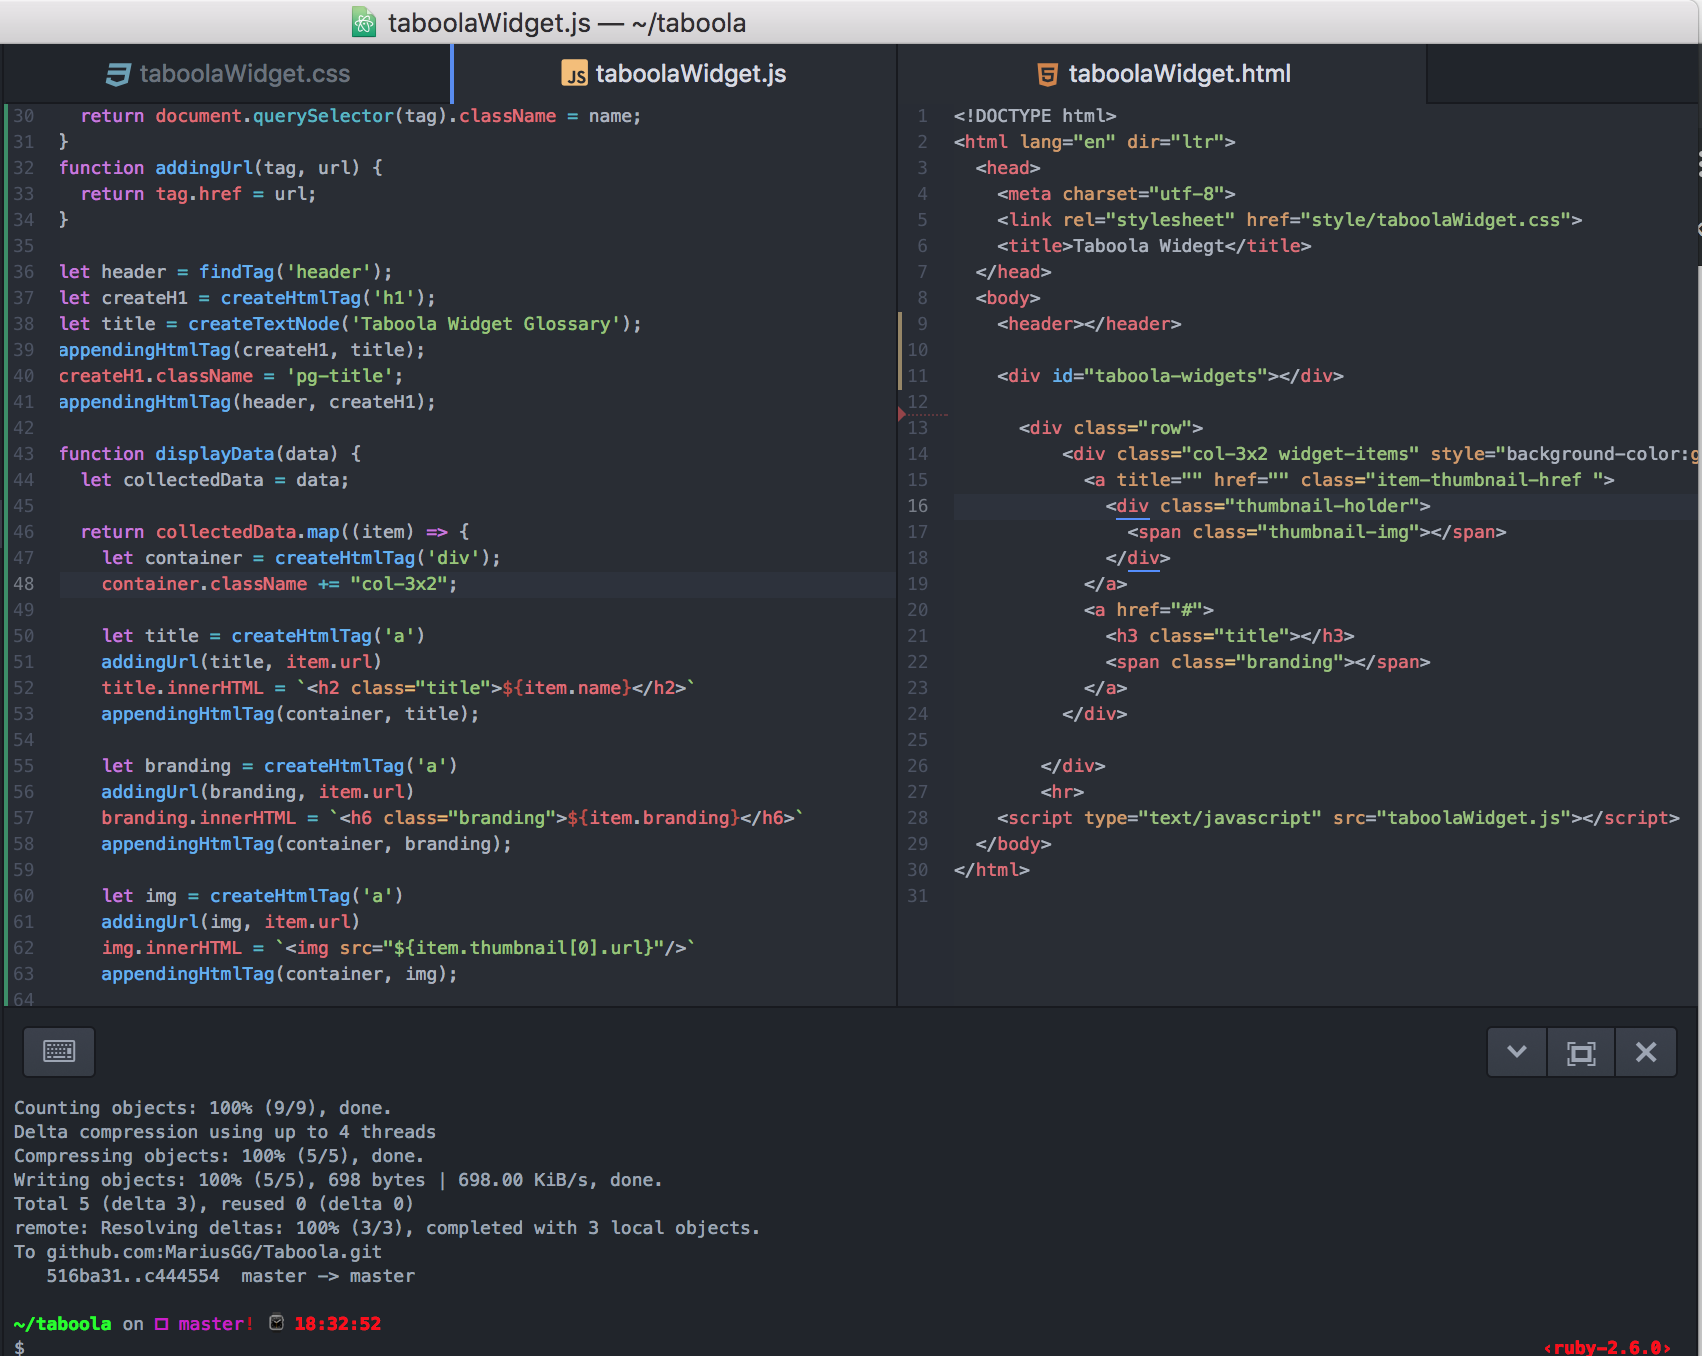 taboolaWidget.js — ~/taboola
taboolaWidget.css
taboolaWidget.js
taboolaWidget.html
30   return document.querySelector(tag).className = name;
31 }
32 function addingUrl(tag, url) {
33   return tag.href = url;
34 }
35
36 let header = findTag('header');
37 let createH1 = createHtmlTag('h1');
38 let title = createTextNode('Taboola Widget Glossary');
39 appendingHtmlTag(createH1, title);
40 createH1.className = 'pg-title';
41 appendingHtmlTag(header, createH1);
42
43 function displayData(data) {
44   let collectedData = data;
45
46   return collectedData.map((item) => {
47     let container = createHtmlTag('div');
48     container.className += "col-3x2";
49
50     let title = createHtmlTag('a')
51     addingUrl(title, item.url)
52     title.innerHTML = `<h2 class="title">${item.name}</h2>`
53     appendingHtmlTag(container, title);
54
55     let branding = createHtmlTag('a')
56     addingUrl(branding, item.url)
57     branding.innerHTML = `<h6 class="branding">${item.branding}</h6>`
58     appendingHtmlTag(container, branding);
59
60     let img = createHtmlTag('a')
61     addingUrl(img, item.url)
62     img.innerHTML = `<img src="${item.thumbnail[0].url}"/>`
63     appendingHtmlTag(container, img);
64
1 <!DOCTYPE html>
2 <html lang="en" dir="ltr">
3   <head>
4     <meta charset="utf-8">
5     <link rel="stylesheet" href="style/taboolaWidget.css">
6     <title>Taboola Widegt</title>
7   </head>
8   <body>
9     <header></header>
10
11     <div id="taboola-widgets"></div>
12
13       <div class="row">
14           <div class="col-3x2 widget-items" style="background-color:g
15             <a title="" href="" class="item-thumbnail-href ">
16               <div class="thumbnail-holder">
17                 <span class="thumbnail-img"></span>
18               </div>
19             </a>
20             <a href="#">
21               <h3 class="title"></h3>
22               <span class="branding"></span>
23             </a>
24           </div>
25
26         </div>
27         <hr>
28     <script type="text/javascript" src="taboolaWidget.js"></script>
29   </body>
30 </html>
31
Counting objects: 100% (9/9), done.
Delta compression using up to 4 threads
Compressing objects: 100% (5/5), done.
Writing objects: 100% (5/5), 698 bytes | 698.00 KiB/s, done.
Total 5 (delta 3), reused 0 (delta 0)
remote: Resolving deltas: 100% (3/3), completed with 3 local objects.
To github.com:MariusGG/Taboola.git
   516ba31..c444554  master -> master
~/taboola on master! 18:32:52
$ ‹ruby-2.6.0›